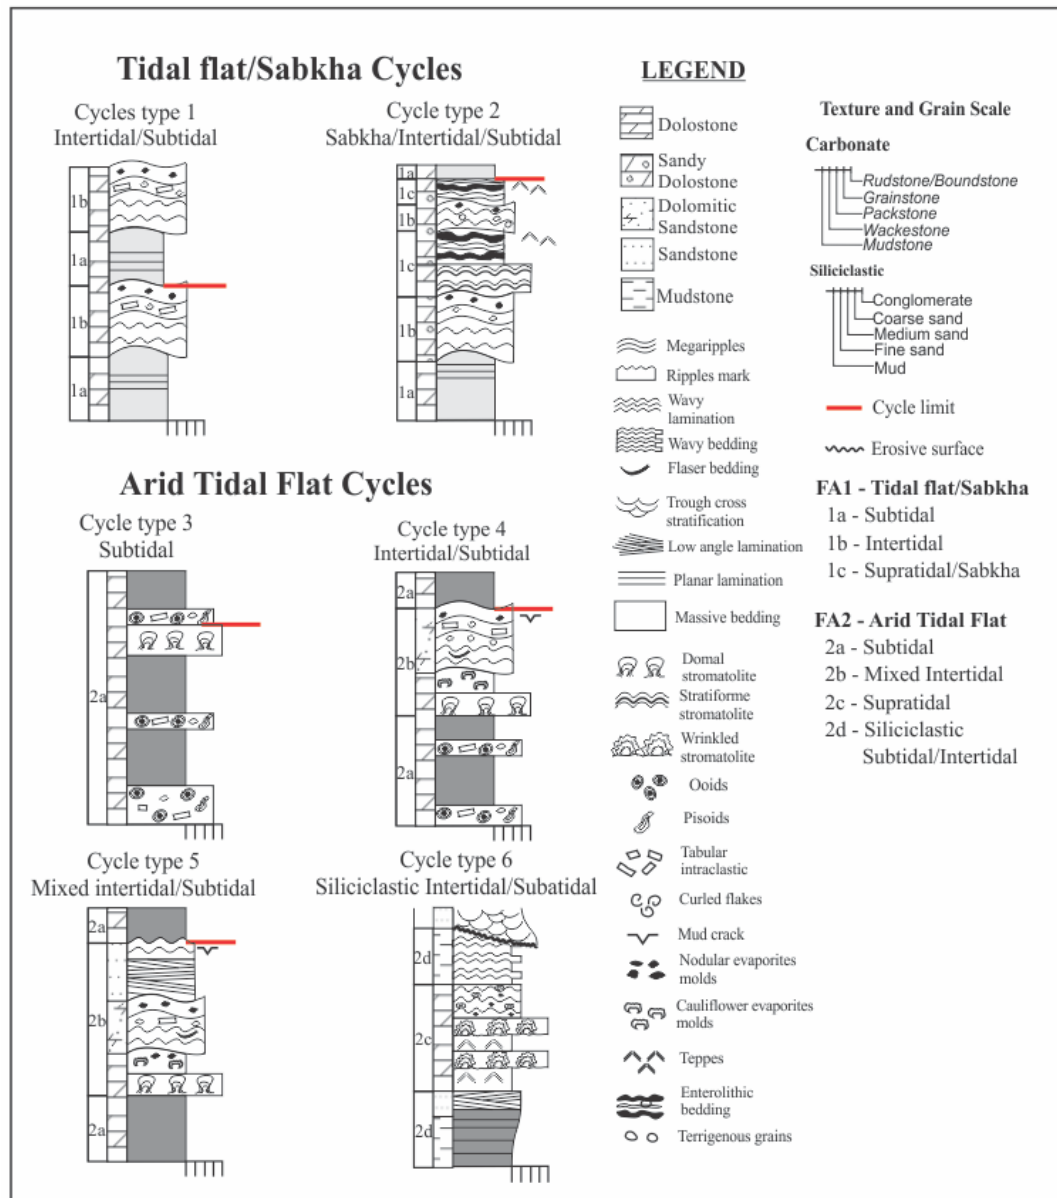 Tidal flat/Sabkha Cycles
Cycles type 1
Intertidal/Subtidal
1b
1a
1b
1a
Cycle type 2
Sabkha/Intertidal/Subtidal
1a
1c
1b
1c
1b
1a
Arid Tidal Flat Cycles
Cycle type 3
Subtidal
2a
Cycle type 4
Intertidal/Subtidal
2a
2b
2a
Cycle type 5
Mixed intertidal/Subtidal
2a
2b
2a
Cycle type 6
Siliciclastic Intertidal/Subatidal
2d
2c
2d
LEGEND
Dolostone
Sandy
Dolostone
Dolomitic
Sandstone
Sandstone
Mudstone
Megaripples
Ripples mark
Wavy
lamination
Wavy bedding
Flaser bedding
Trough cross
stratification
Low angle lamination
Planar lamination
Massive bedding
Domal
stromatolite
Stratiforme
stromatolite
Wrinkled
stromatolite
Ooids
Pisoids
Tabular
intraclastic
Curled flakes
Mud crack
Nodular evaporites
molds
Cauliflower evaporites
molds
Teppes
Enterolithic
bedding
Terrigenous grains
Texture and Grain Scale
Carbonate
Rudstone/Boundstone
Grainstone
Packstone
Wackestone
Mudstone
Siliciclastic
Conglomerate
Coarse sand
Medium sand
Fine sand
Mud
Cycle limit
Erosive surface
FA1 - Tidal flat/Sabkha
1a - Subtidal
1b - Intertidal
1c - Supratidal/Sabkha
FA2 - Arid Tidal Flat
2a - Subtidal
2b - Mixed Intertidal
2c - Supratidal
2d - Siliciclastic
Subtidal/Intertidal